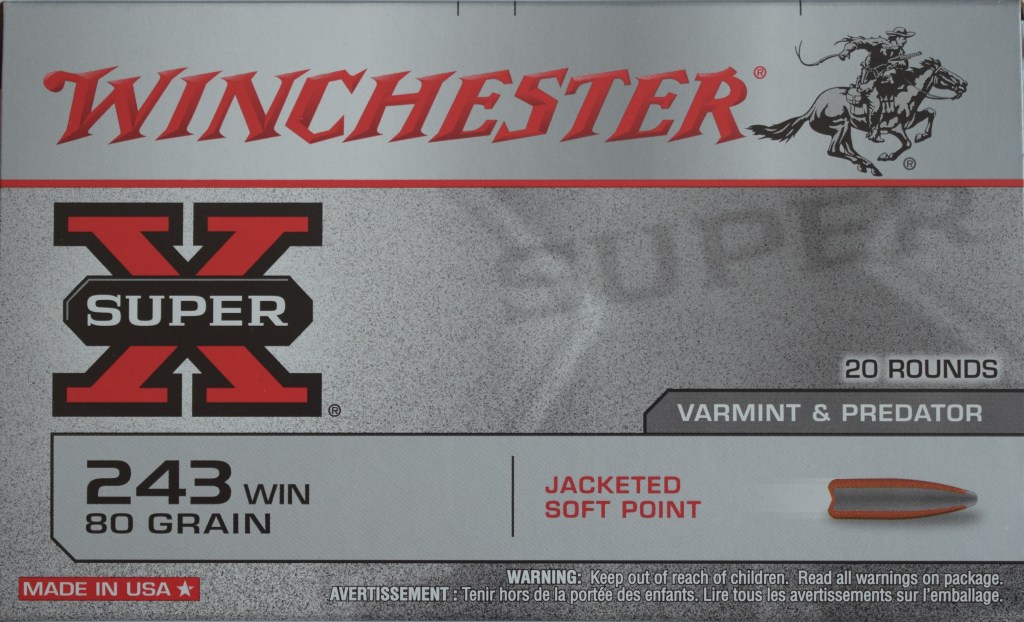 WINCHESTER®
®
SUPER
X
SUPER
®
20 ROUNDS
VARMINT & PREDATOR
243 WIN
80 GRAIN
JACKETED
SOFT POINT
MADE IN USA ★
WARNING: Keep out of reach of children. Read all warnings on package.
AVERTISSEMENT : Tenir hors de la portée des enfants. Lire tous les avertissements sur l'emballage.